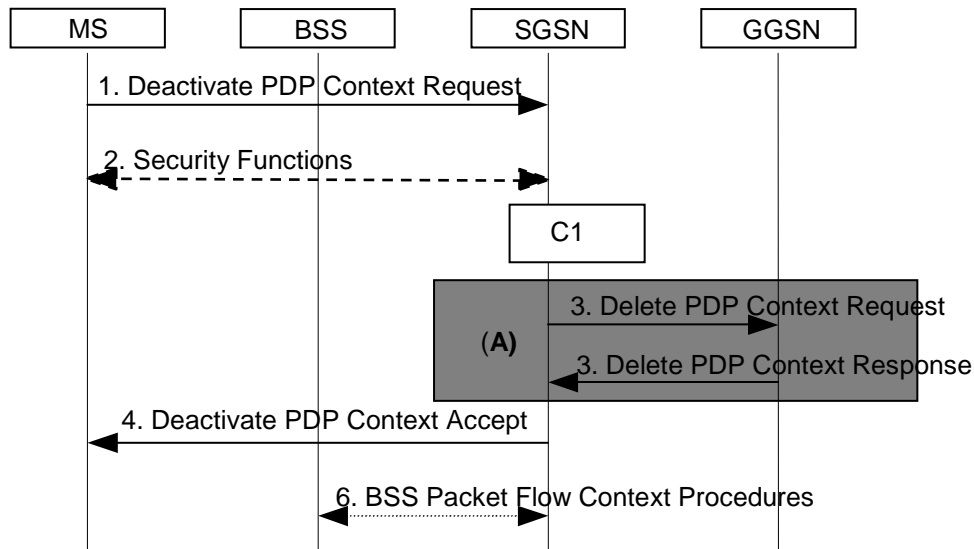 MS BSS SGSN GGSN
1. Deactivate PDP Context Request
2. Security Functions
C1
3. Delete PDP Context Request
(A)
3. Delete PDP Context Response
4. Deactivate PDP Context Accept
6. BSS Packet Flow Context Procedures